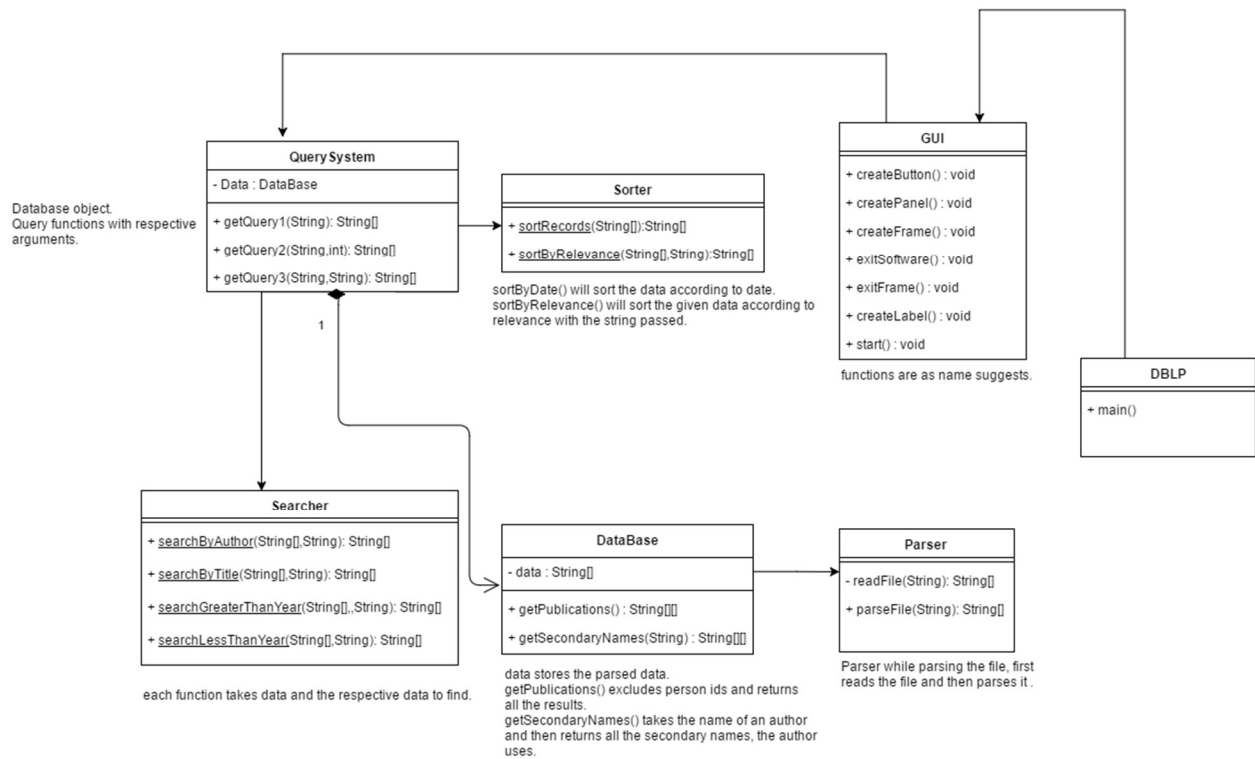 GUI
+ createButton() : void
+ createPanel() : void
+ createFrame() : void
+ exitSoftware() : void
+ exitFrame() : void
+ createLabel() : void
+ start() : void
functions are as name suggests.
QuerySystem
- Data : DataBase
+ getQuery1(String): String[]
+ getQuery2(String,int): String[]
+ getQuery3(String,String): String[]
Database object.
Query functions with respective
arguments.
1
Sorter
+ sortRecords(String[]):String[]
+ sortByRelevance(String[],String):String[]
sortByDate() will sort the data according to date.
sortByRelevance() will sort the given data according to
relevance with the string passed.
DBLP
+ main()
Searcher
+ searchByAuthor(String[],String): String[]
+ searchByTitle(String[],String): String[]
+ searchGreaterThanYear(String[],,String): String[]
+ searchLessThanYear(String[],String): String[]
each function takes data and the respective data to find.
DataBase
- data : String[]
+ getPublications() : String[][]
+ getSecondaryNames(String) : String[][]
data stores the parsed data.
getPublications() excludes person ids and returns
all the results.
getSecondaryNames() takes the name of an author
and then returns all the secondary names, the author
uses.
Parser
- readFile(String): String[]
+ parseFile(String): String[]
Parser while parsing the file, first
reads the file and then parses it .